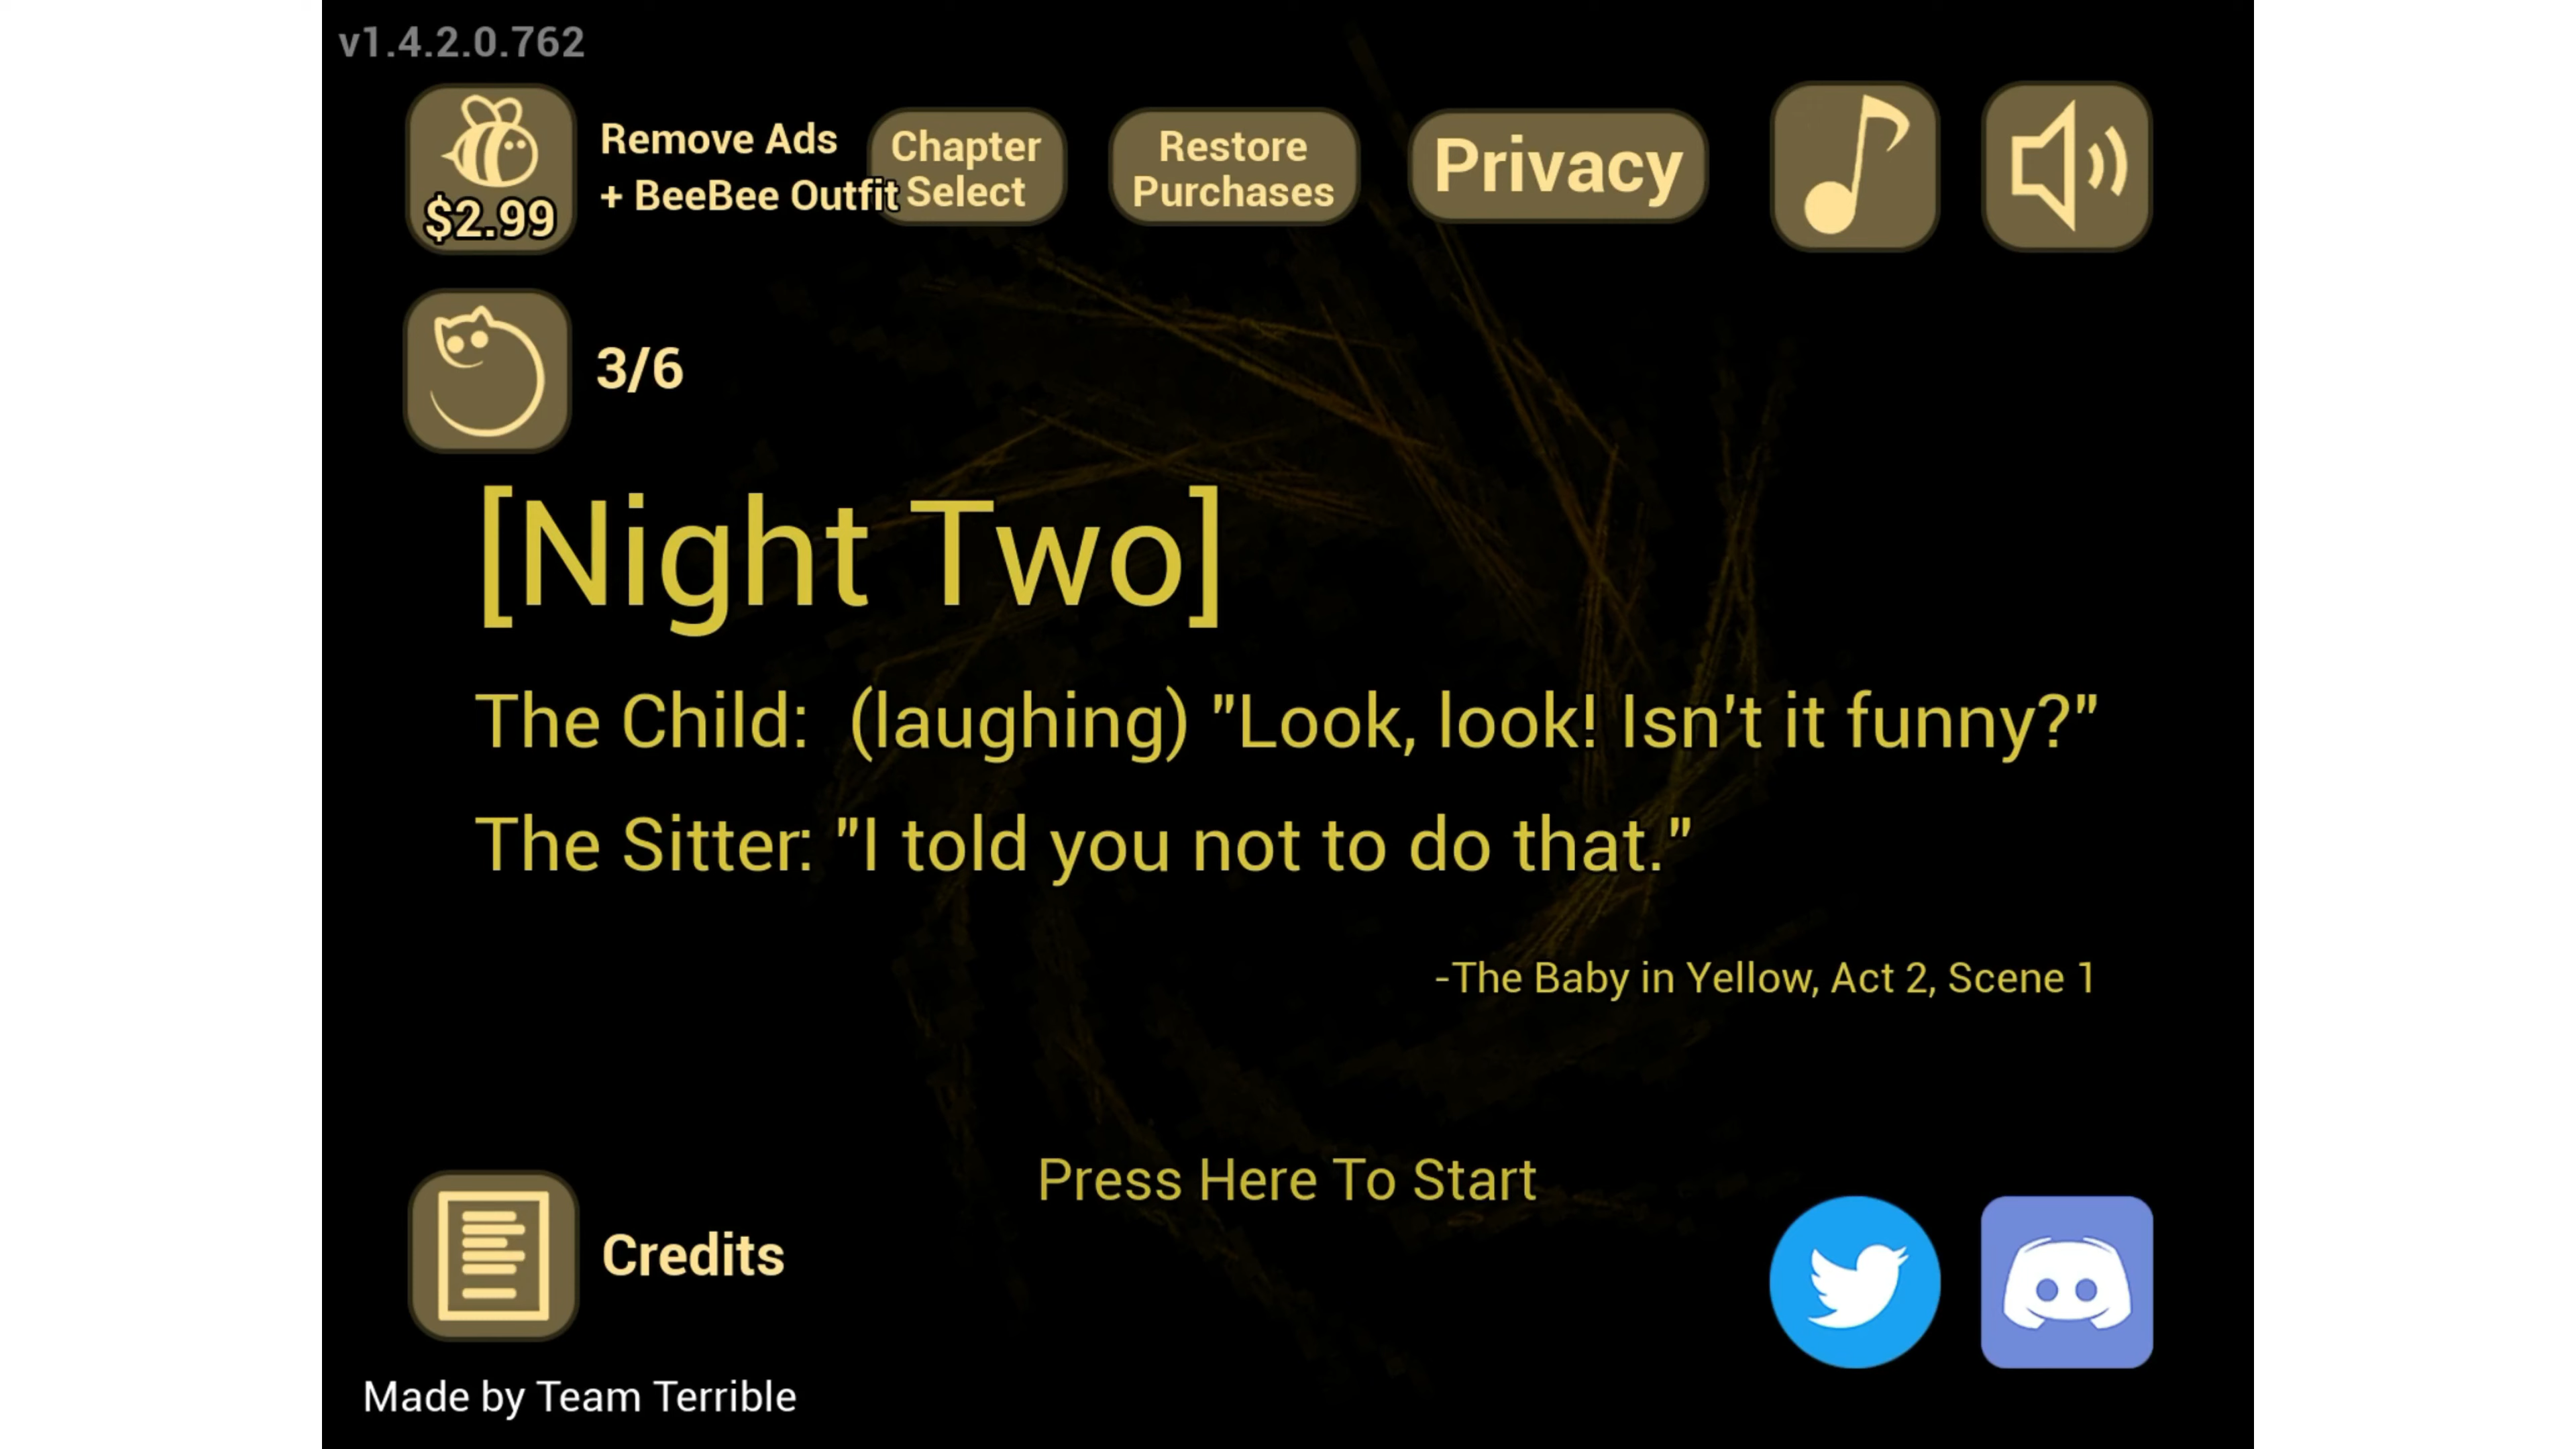 v1.4.2.0.762
Remove Ads
+ BeeBee Outfit
$2.99
Chapter
Select
Restore
Purchases
Privacy
3/6
[Night Two]
The Child:  (laughing) "Look, look! Isn't it funny?"
The Sitter: "I told you not to do that."
-The Baby in Yellow, Act 2, Scene 1
Press Here To Start
Credits
Made by Team Terrible